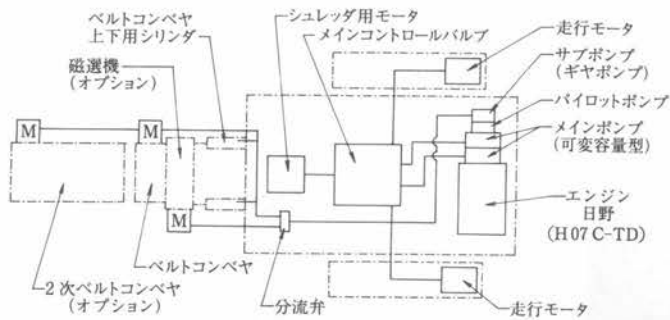 ベルトコンベヤ
上下用シリンダ
シュレッダ用モータ
メインコントロールバルブ
走行モータ
磁選機
(オプション)
サブポンプ
(ギヤポンプ)
パイロットポンプ
メインポンプ
(可変容量型)
M
M
M
エンジン
日野
(H07C-TD)
ベルトコンベヤ
2次ベルトコンベヤ
(オプション)
分流弁
走行モータ